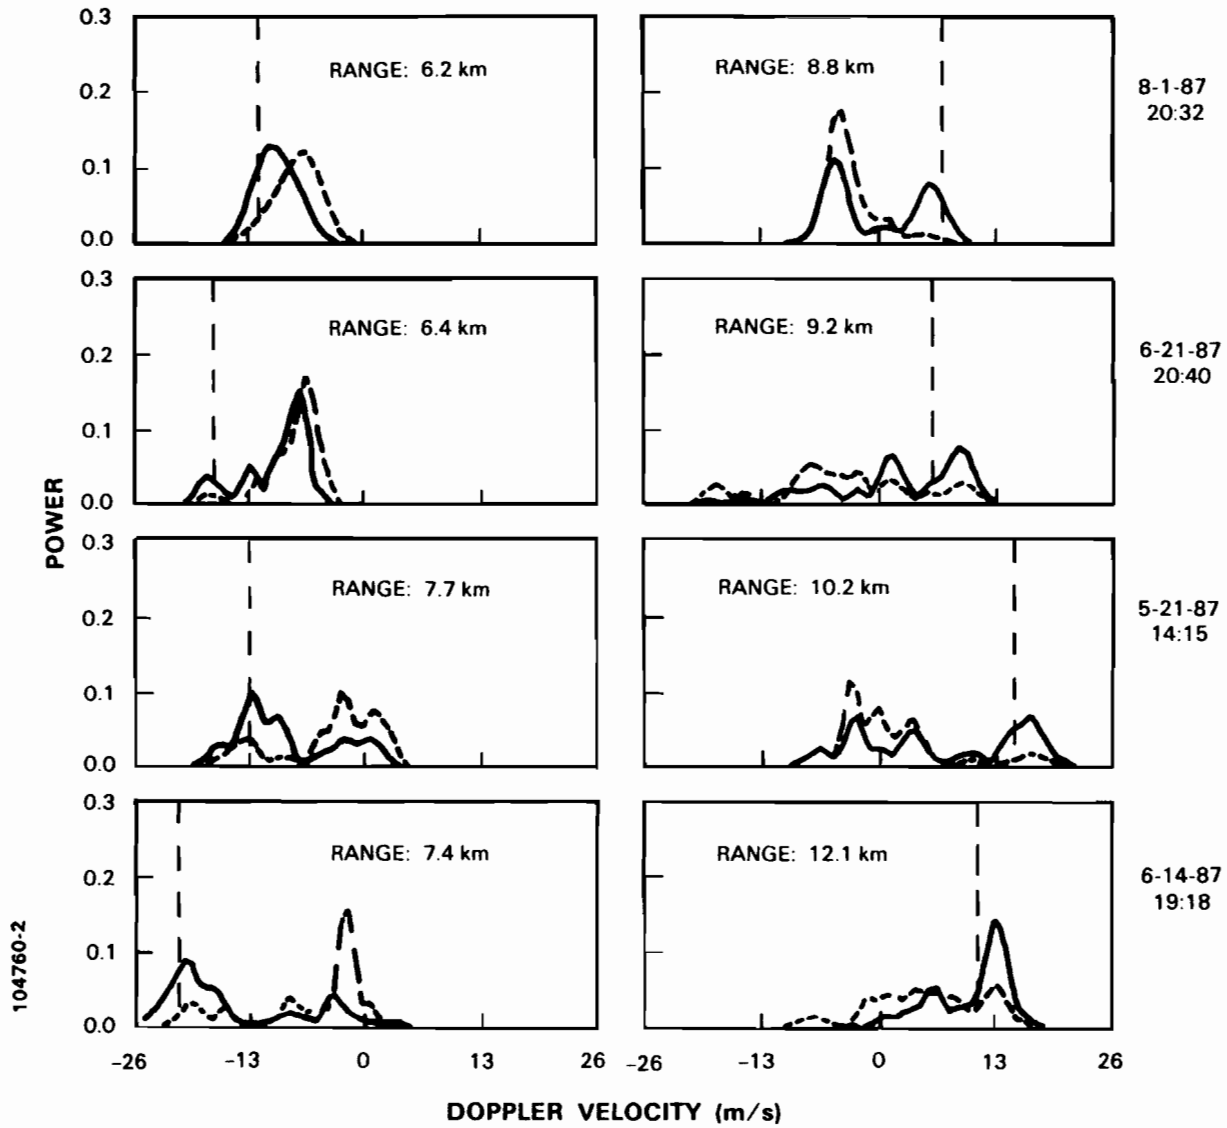 0.3
0.2
0.1
0.0
RANGE: 6.2 km
RANGE: 8.8 km
8-1-87
20:32
0.3
0.2
0.1
0.0
RANGE: 6.4 km
RANGE: 9.2 km
6-21-87
20:40
POWER
0.3
0.2
0.1
0.0
RANGE: 7.7 km
RANGE: 10.2 km
5-21-87
14:15
0.3
0.2
0.1
0.0
RANGE: 7.4 km
RANGE: 12.1 km
6-14-87
19:18
104760-2
-26 -13 0 13 26 -26 -13 0 13 26
DOPPLER VELOCITY (m/s)